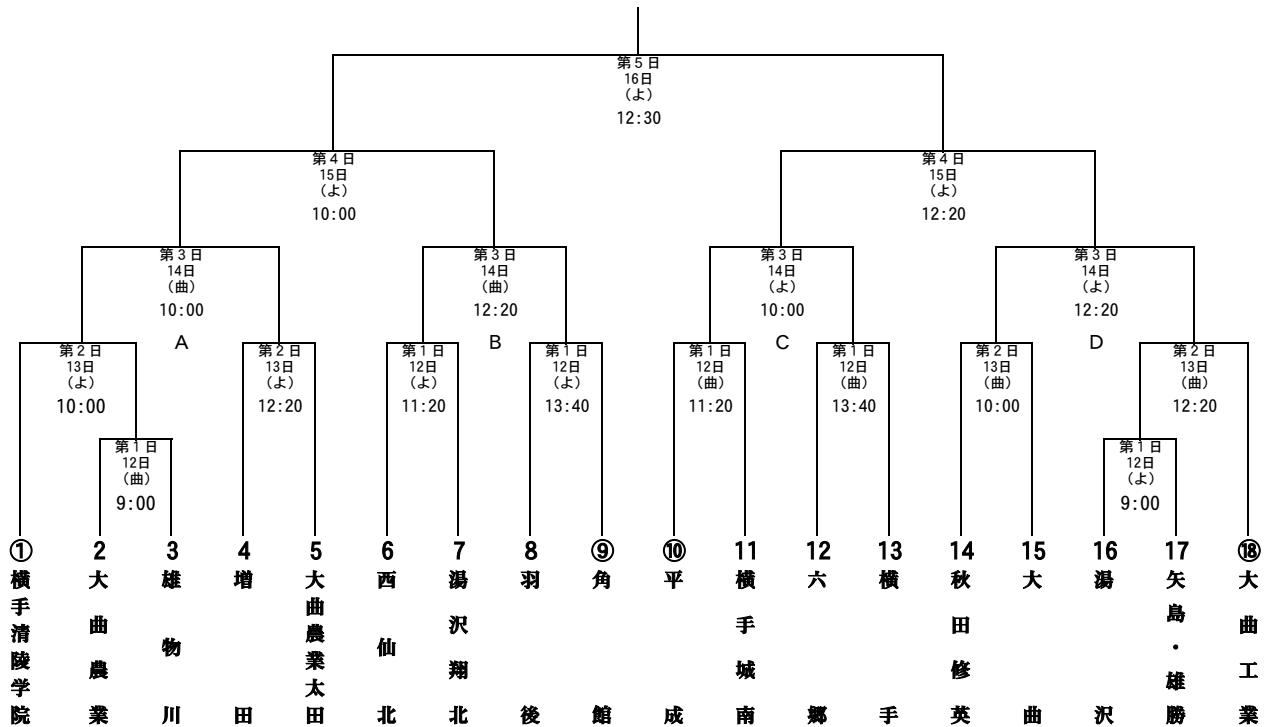 第５日
16日
（よ）
12:30
第４日
15日
（よ）
10:00
第４日
15日
（よ）
12:20
第３日
14日
（曲）
10:00
A
第３日
14日
（曲）
12:20
B
第３日
14日
（よ）
10:00
C
第３日
14日
（よ）
12:20
D
第２日
13日
（よ）
10:00
第２日
13日
（よ）
12:20
第１日
12日
（よ）
11:20
第１日
12日
（よ）
13:40
第１日
12日
（曲）
11:20
第１日
12日
（曲）
13:40
第２日
13日
（曲）
10:00
第２日
13日
（曲）
12:20
第１日
12日
（曲）
9:00
第１日
12日
（よ）
9:00
①
横手清陵学院
2
大曲農業
3
雄物川
4
増田
5
大曲農業太田
6
西仙北
7
湯沢翔北
8
羽後
⑨
角館
⑩
平成
11
横手城南
12
六郷
13
横手
14
秋田修英
15
大曲
16
湯沢
17
矢島・雄勝
⑱
大曲工業